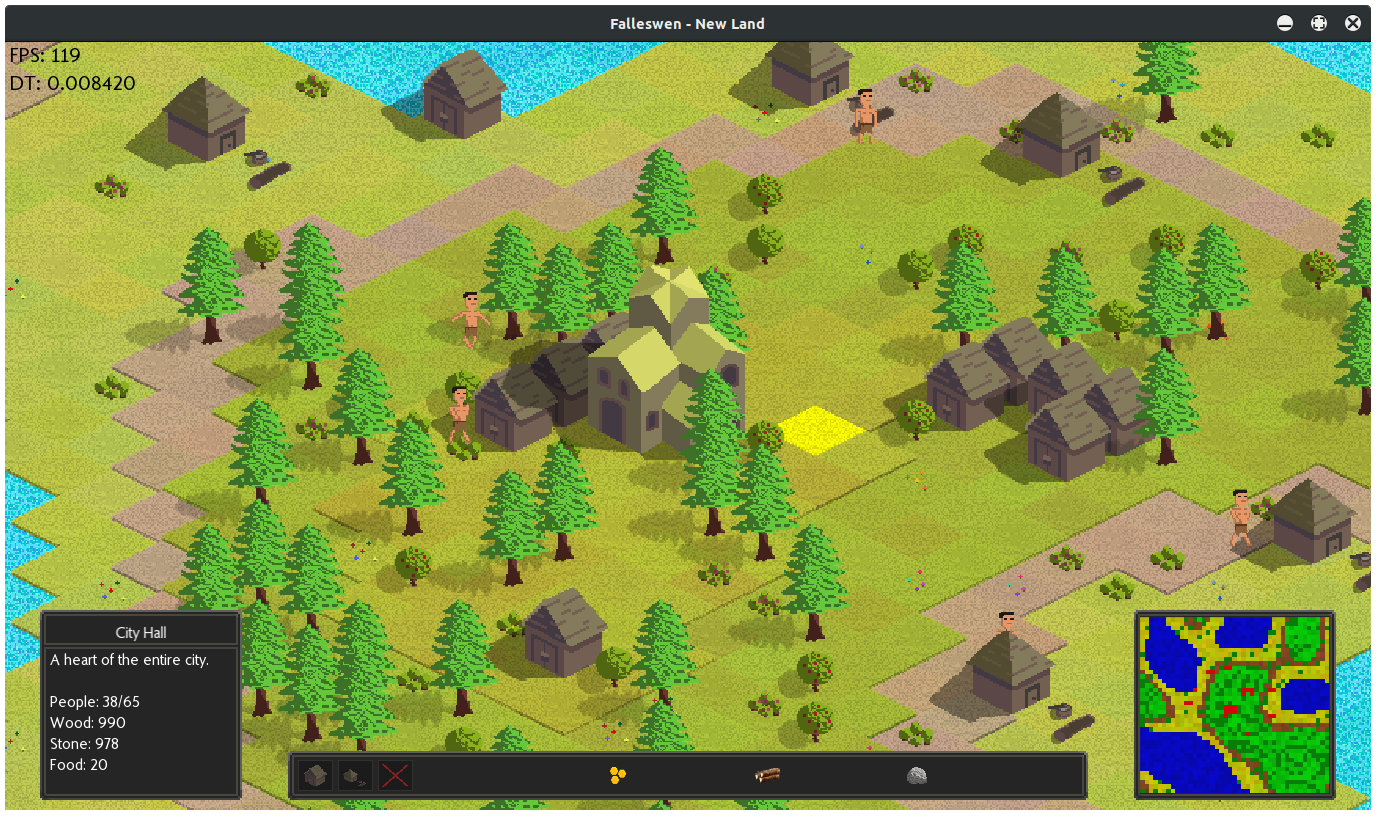 Falleswen - New Land
FPS: 119
DT: 0.008420
City Hall
A heart of the entire city.
People: 38/65
Wood: 990
Stone: 978
Food: 20